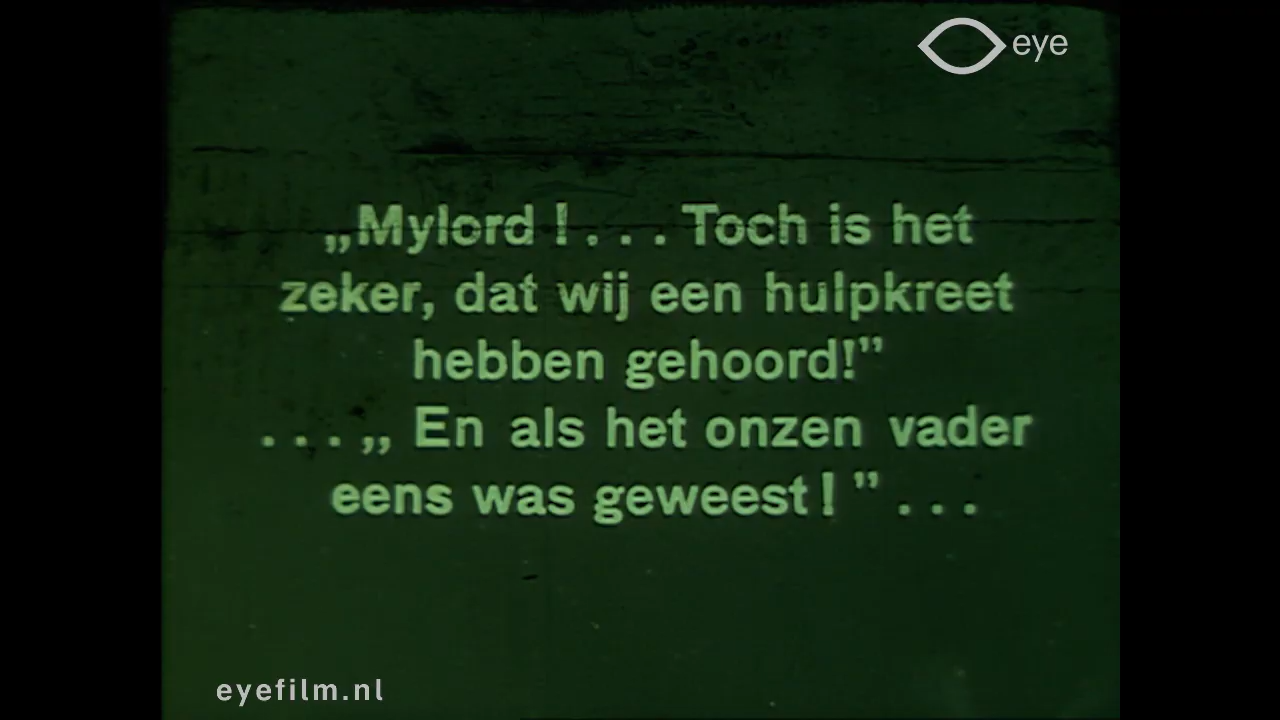 eye
„Mylord ! . . . Toch is het
zeker, dat wij een hulpkreet
hebben gehoord!”
. . . „ En als het onzen vader
eens was geweest ! ” . . .
eyefilm.nl